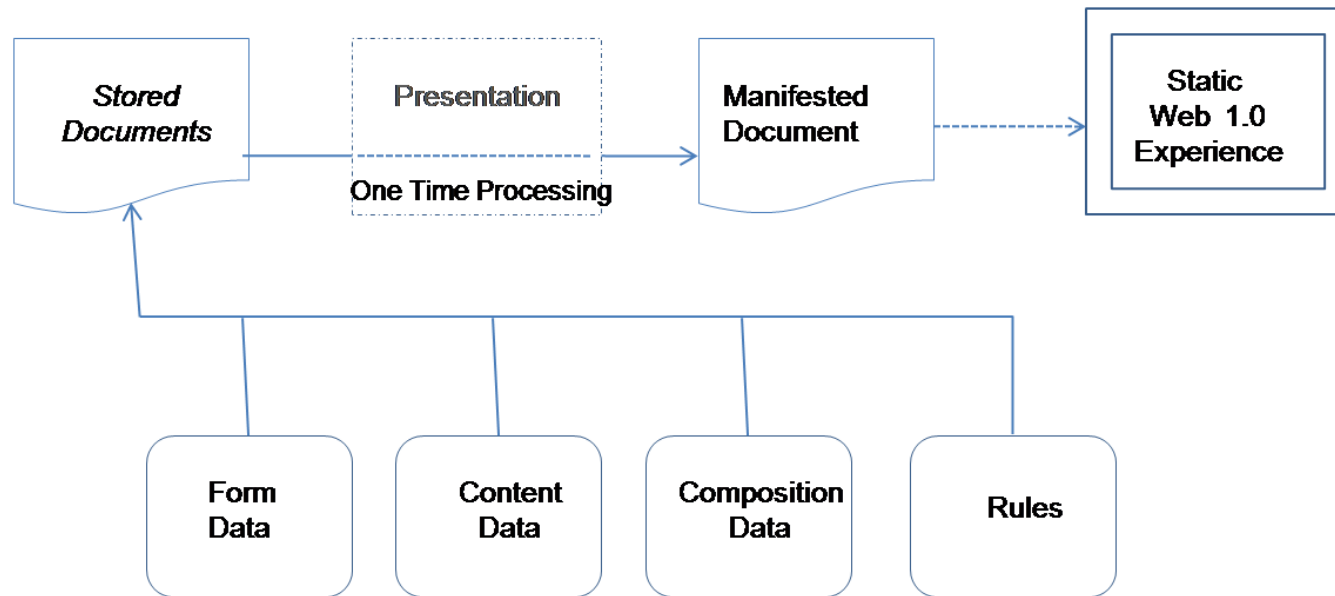 Stored
Documents
Presentation
One Time Processing
Manifested
Document
Static
Web 1.0
Experience
Form
Data
Content
Data
Composition
Data
Rules